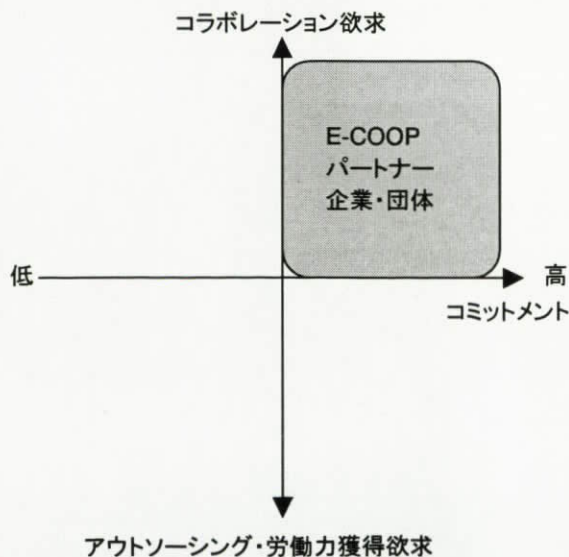 コラボレーション欲求
E-COOP
パートナー
企業・団体
低
高
コミットメント
アウトソーシング・労働力獲得欲求